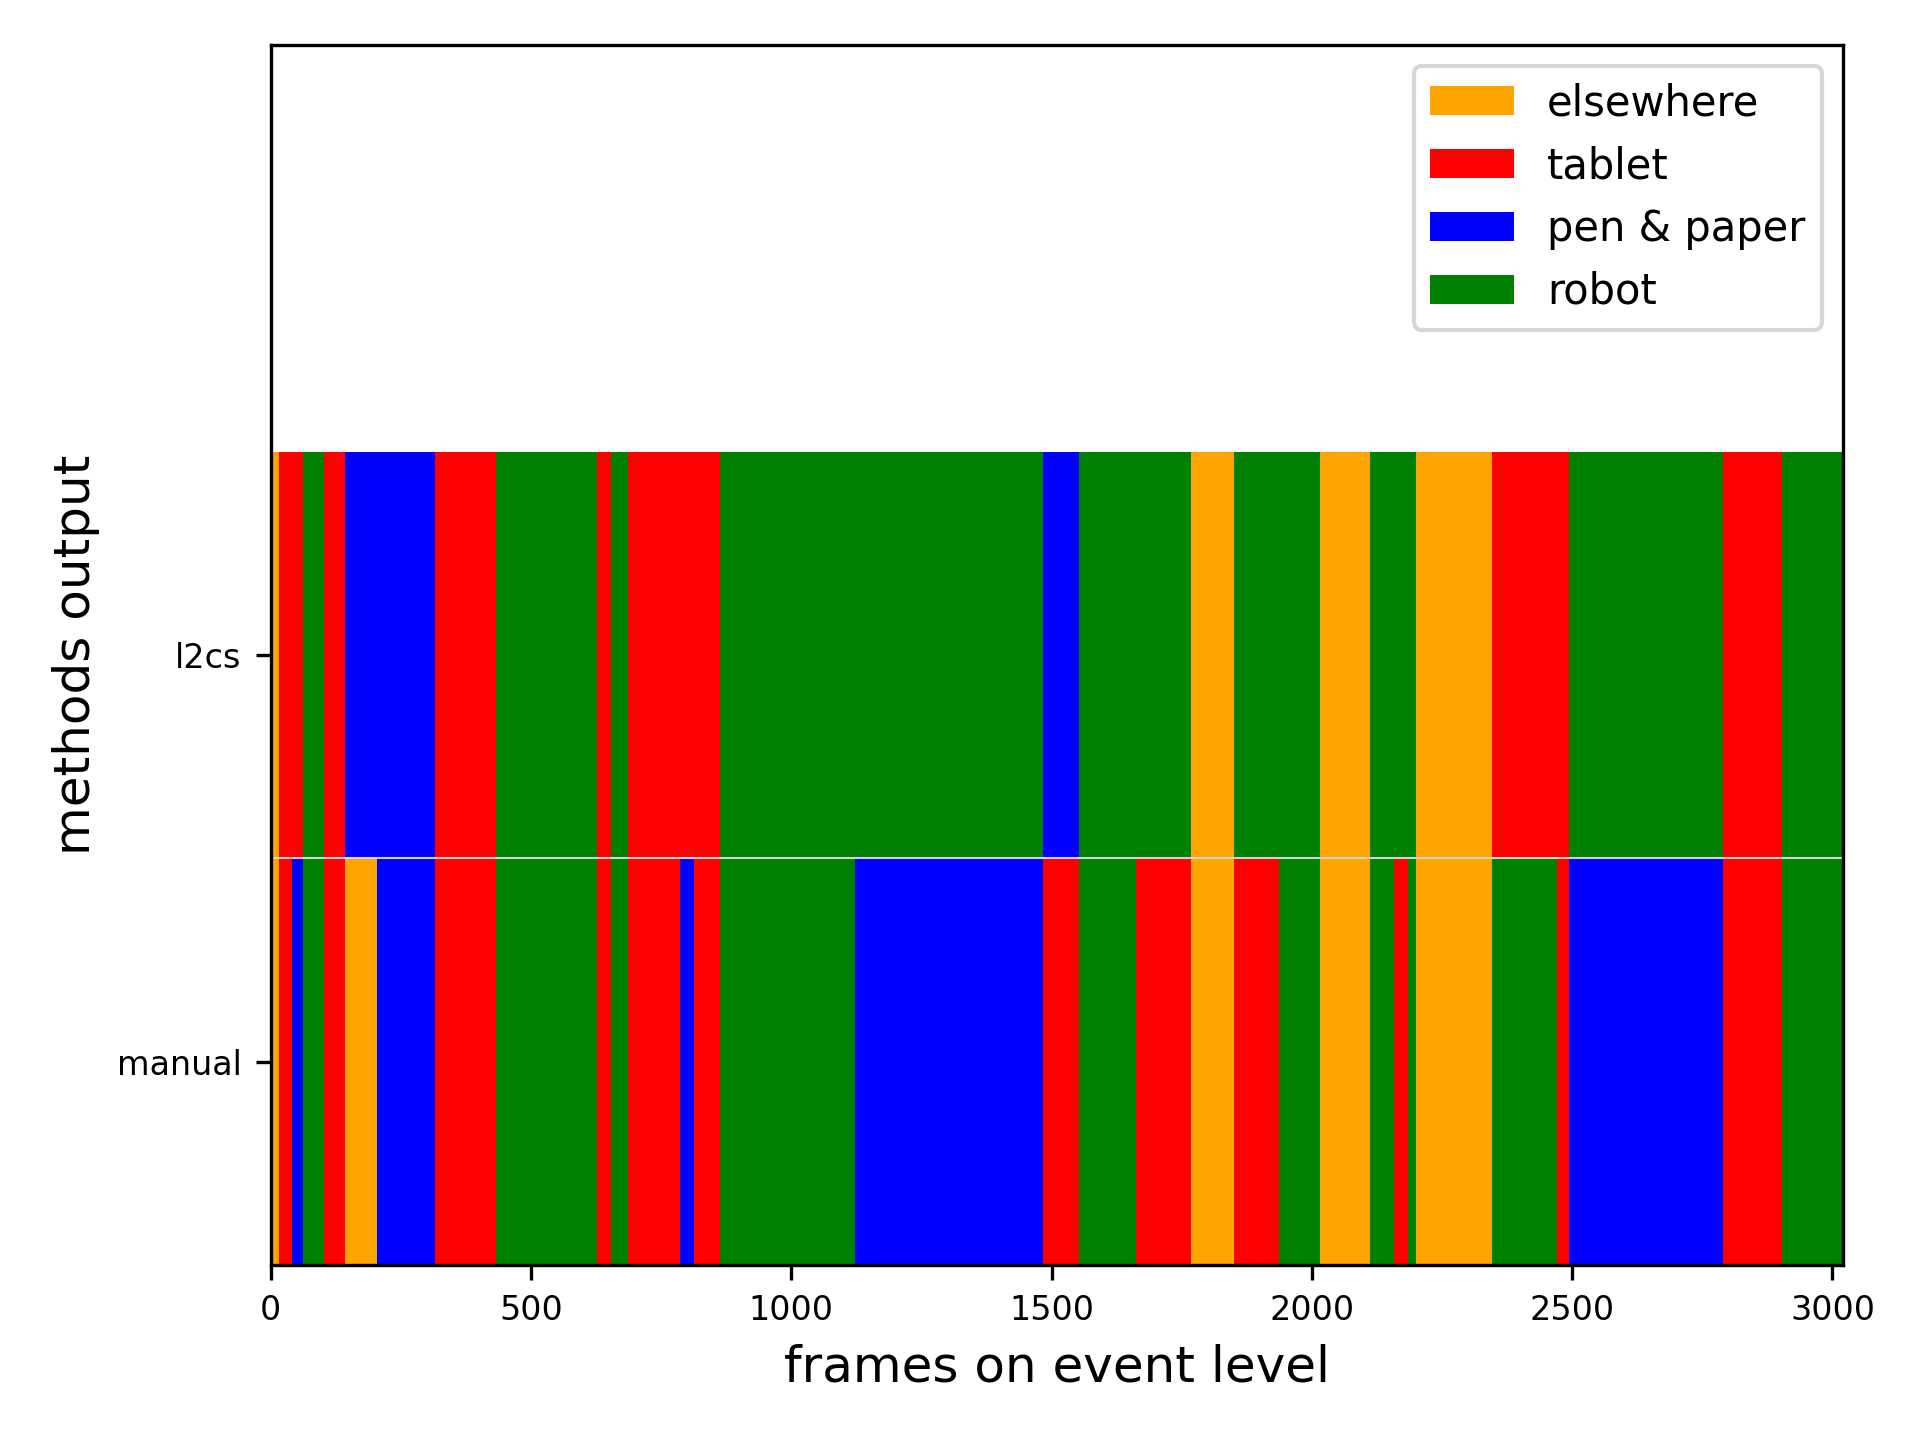 elsewhere
tablet
pen & paper
robot
methods output
l2cs
manual
0 500 1000 1500 2000 2500 3000
frames on event level